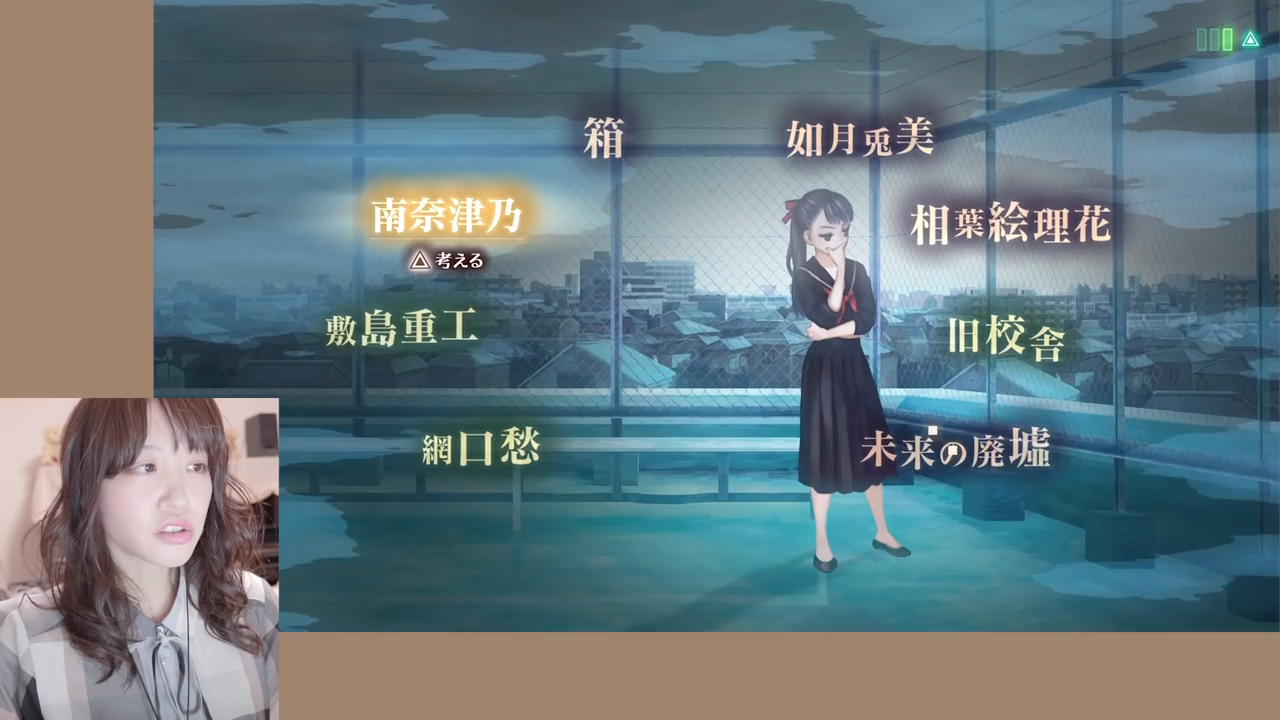 箱
如月兎美
南奈津乃
相葉絵理花
考える
敷島重工
旧校舎
網口愁
未来の廃墟